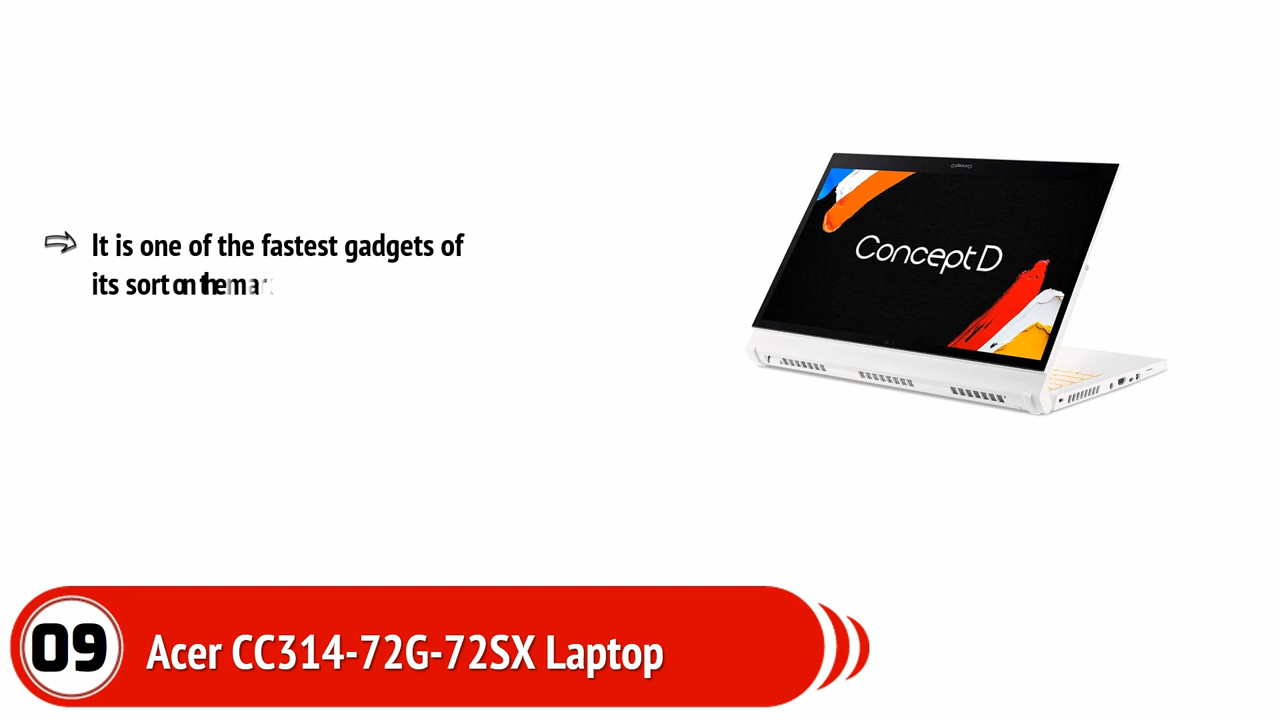 It is one of the fastest gadgets of
its sort on the
ConceptD
09
Acer CC314-72G-72SX Laptop